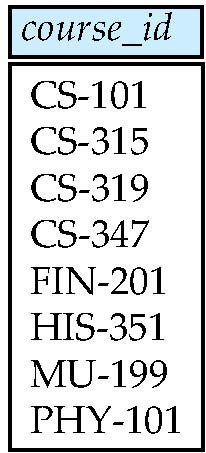 course_id
CS-101
CS-315
CS-319
CS-347
FIN-201
HIS-351
MU-199
PHY-101